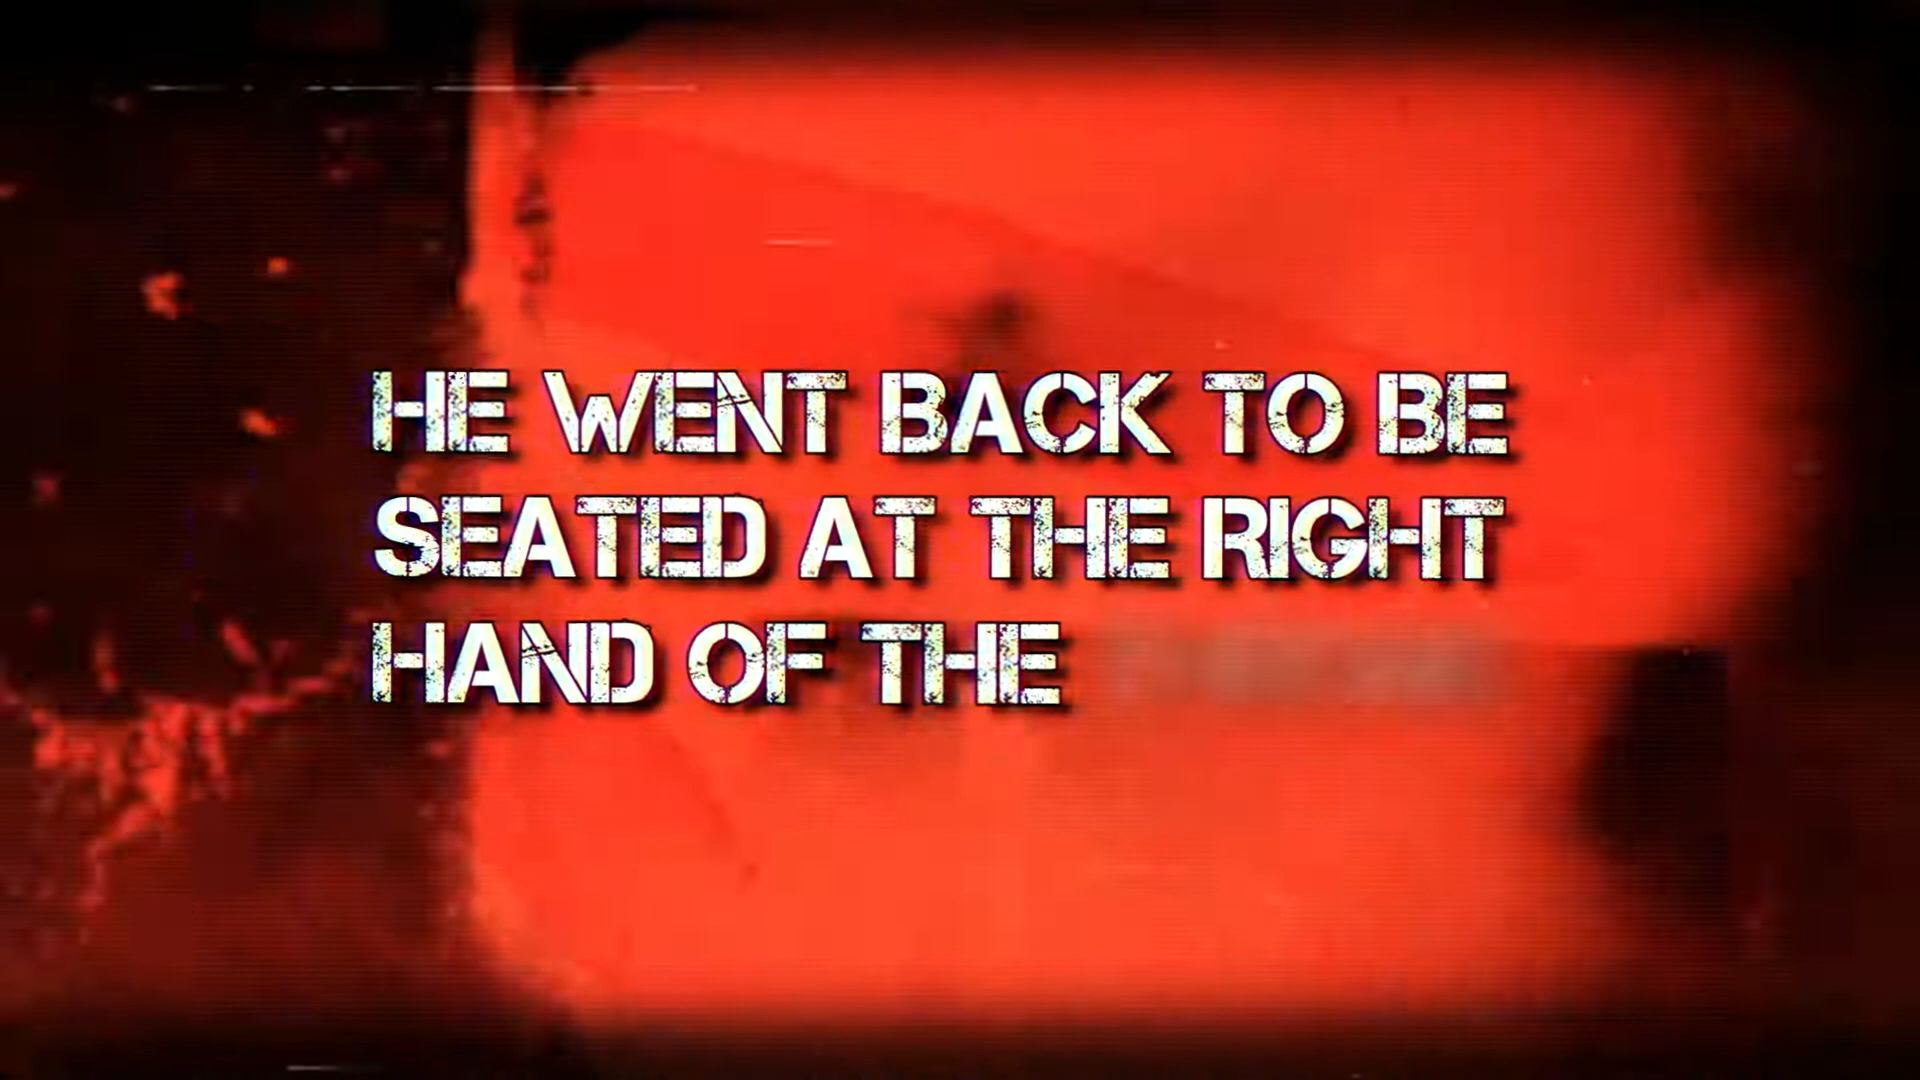 HE WENT BACK TO BE
SEATED AT THE RIGHT
HAND OF THE